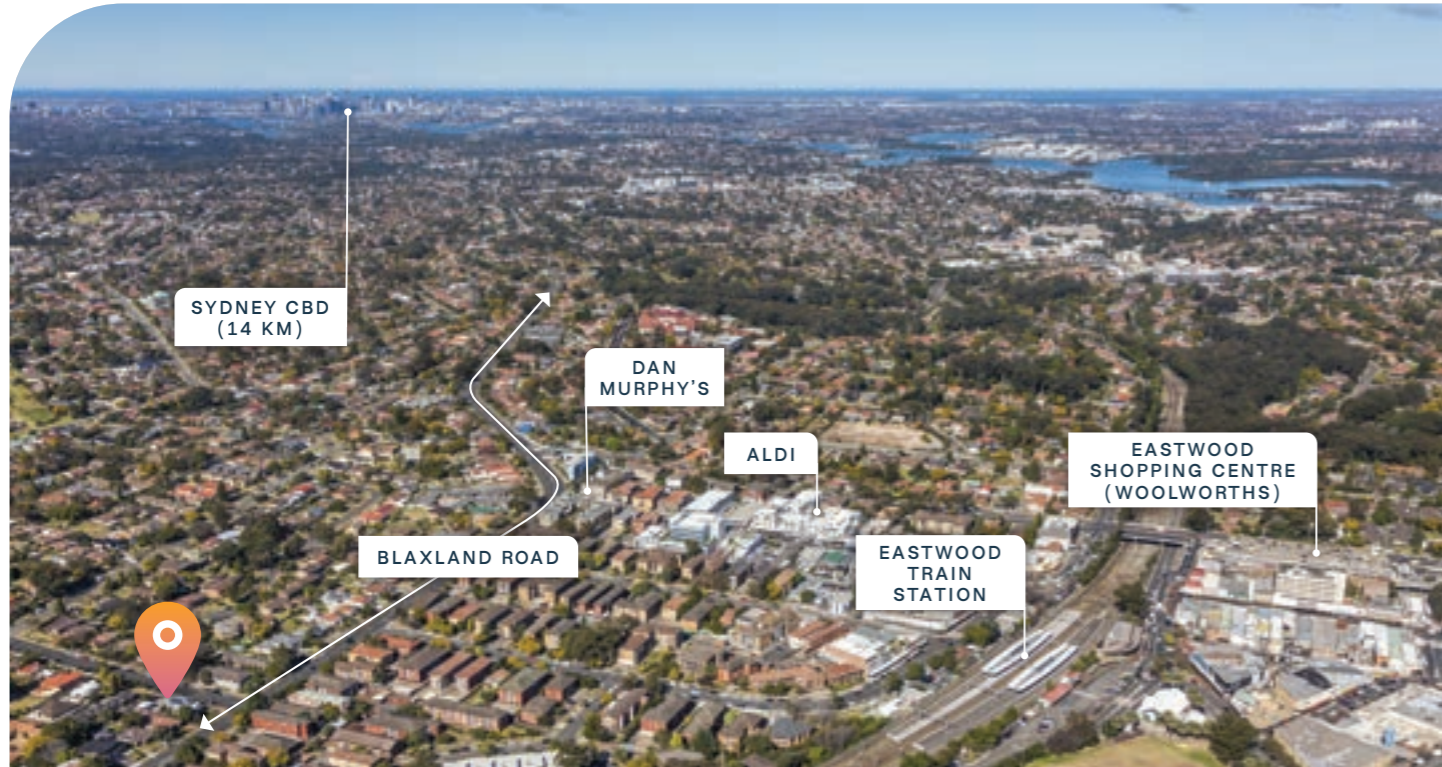 SYDNEY CBD
(14 KM)
DAN
MURPHY'S
ALDI
EASTWOOD
SHOPPING CENTRE
(WOOLWORTHS)
EASTWOOD
TRAIN
STATION
BLAXLAND ROAD